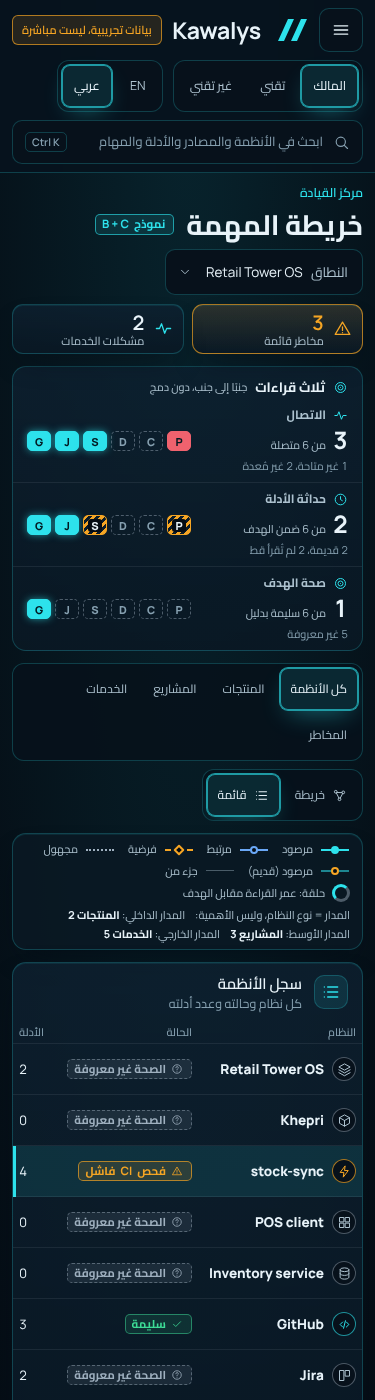 Kawalys
بيانات تجريبية، ليست مباشرة
المالك
تقني
غير تقني
EN
عربي
ابحث في الأنظمة والمصادر والأدلة والمهام
Ctrl K
مركز القيادة
خريطة المهمة
نموذج B + C
النطاق
Retail Tower OS
3
مخاطر قائمة
2
مشكلات الخدمات
ثلاث قراءات
جنبًا إلى جنب، دون دمج
الاتصال
3 من 6 متصلة
P C D S J G
1 غير متاحة، 2 غير مُعدة
حداثة الأدلة
2 من 6 ضمن الهدف
P C D S J G
2 قديمة، 2 لم تُقرأ قط
صحة الهدف
1 من 6 سليمة بدليل
P C D S J G
5 غير معروفة
كل الأنظمة
المنتجات
المشاريع
الخدمات
المخاطر
خريطة
قائمة
مرصود
مرتبط
فرضية
مجهول
مرصود (قديم)
جزء من
حلقة: عمر القراءة مقابل الهدف
المدار = نوع النظام، وليس الأهمية:
المدار الداخلي: المنتجات 2
المدار الأوسط: المشاريع 3
المدار الخارجي: الخدمات 5
سجل الأنظمة
كل نظام وحالته وعدد أدلته
النظام
الحالة
الأدلة
Retail Tower OS
الصحة غير معروفة
2
Khepri
الصحة غير معروفة
0
stock-sync
فحص CI فاشل
4
POS client
الصحة غير معروفة
0
Inventory service
الصحة غير معروفة
0
GitHub
سليمة
3
Jira
الصحة غير معروفة
2